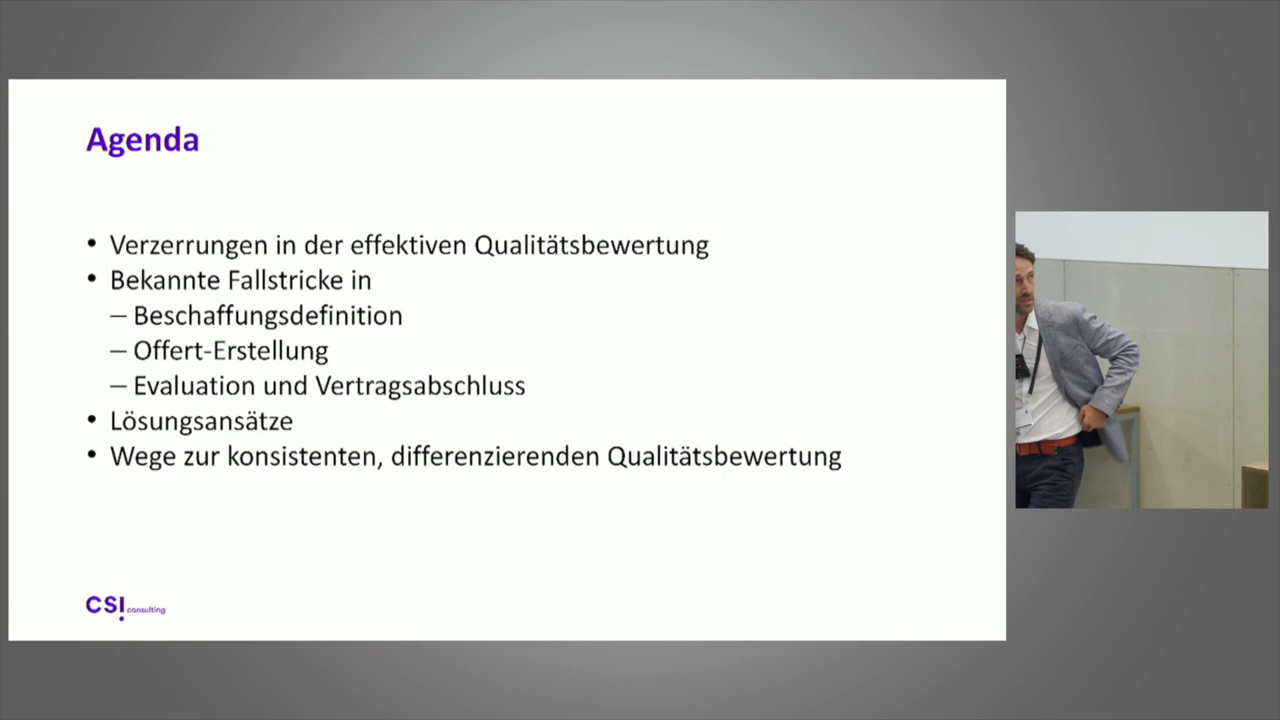 Agenda
• Verzerrungen in der effektiven Qualitätsbewertung
• Bekannte Fallstricke in
– Beschaffungsdefinition
– Offert-Erstellung
– Evaluation und Vertragsabschluss
• Lösungsansätze
• Wege zur konsistenten, differenzierenden Qualitätsbewertung
CSI consulting